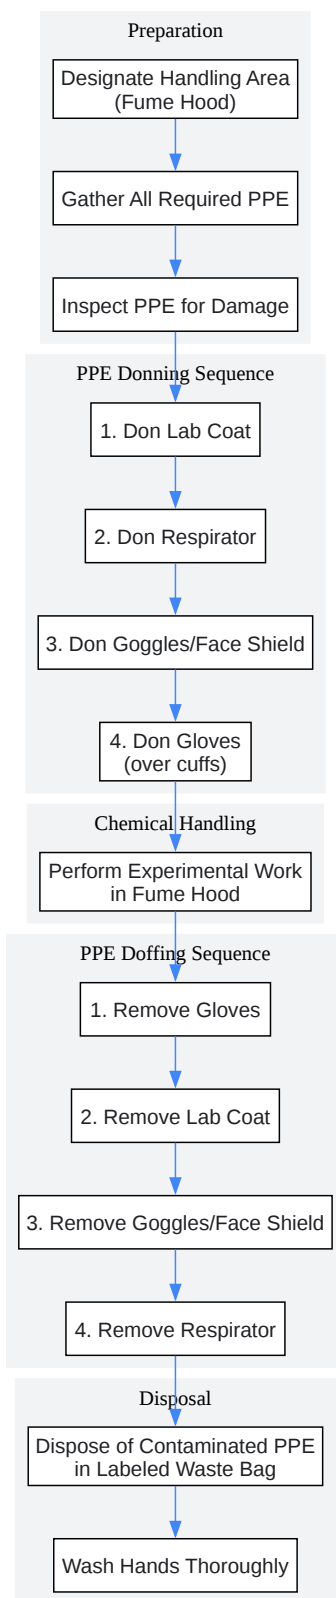 Preparation
Designate Handling Area
(Fume Hood)
Gather All Required PPE
Inspect PPE for Damage
PPE Donning Sequence
1. Don Lab Coat
2. Don Respirator
3. Don Goggles/Face Shield
4. Don Gloves
(over cuffs)
Chemical Handling
Perform Experimental Work
in Fume Hood
PPE Doffing Sequence
1. Remove Gloves
2. Remove Lab Coat
3. Remove Goggles/Face Shield
4. Remove Respirator
Disposal
Dispose of Contaminated PPE
in Labeled Waste Bag
Wash Hands Thoroughly